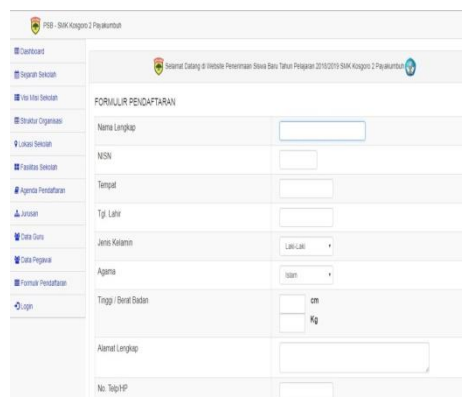 PSB - SMK Kosgoro 2 Payakumbuh
Dashboard
Sejarah Sekolah
Visi Misi Sekolah
Struktur Organisasi
Lokasi Sekolah
Fasilitas Sekolah
Agenda Pendaftaran
Jurusan
Data Guru
Data Pegawai
Formulir Pendaftaran
Login
Selamat Datang di Website Penerimaan Siswa Baru Tahun Pelajaran 2018/2019 SMK Kosgoro 2 Payakumbuh
FORMULIR PENDAFTARAN
Nama Lengkap
NISN
Tempat
Tgl. Lahir
Jenis Kelamin
Laki-Laki
Agama
Islam
Tinggi / Berat Badan
cm
Kg
Alamat Lengkap
No. Telp/HP